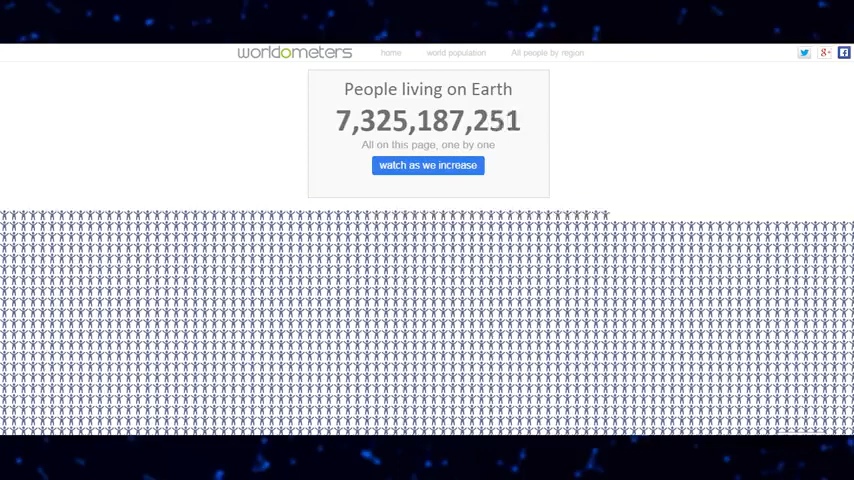 worldometers home world population All people by region
People living on Earth
7,325,187,251
All on this page, one by one
watch as we increase